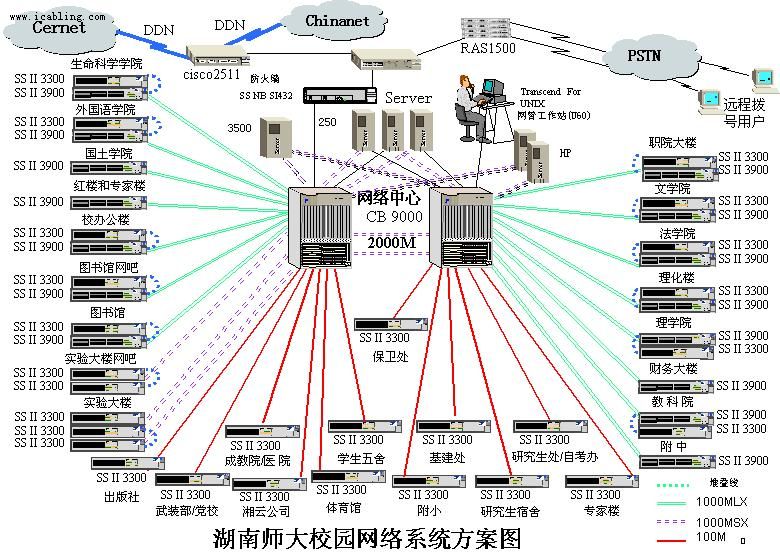 www.icabling.com
Cernet
DDN
DDN
Chinanet
cisco2511
RAS1500
PSTN
远程拨
号用户
防火墙
SS NB SI432
Server
Transcend For
UNIX
网管工作站(U60)
3500
250
Server
Server
Server
Server
Server
HP
网络中心
CB 9000
2000M
生命科学学院
SS II 3300
SS II 3900
外国语学院
SS II 3300
SS II 3900
国土学院
SS II 3900
红楼和专家楼
SS II 3900
校办公楼
SS II 3300
SS II 3900
图书馆网吧
SS II 3300
SS II 3900
图书馆
SS II 3300
SS II 3900
实验大楼网吧
SS II 3300
SS II 3300
实验大楼
SS II 3300
SS II 3300
SS II 3300
职院大楼
SS II 3300
SS II 3900
文学院
SS II 3300
SS II 3900
法学院
SS II 3300
SS II 3900
理化楼
SS II 3900
SS II 3300
理学院
SS II 3900
SS II 3300
财务大楼
SS II 3900
教科院
SS II 3900
SS II 3300
附中
SS II 3900
SS II 3300
保卫处
SS II 3300
出版社
SS II 3300
武装部/党校
SS II 3300
成教院/医院
SS II 3300
湘云公司
SS II 3300
学生五舍
SS II 3300
体育馆
SS II 3300
基建处
SS II 3300
附小
SS II 3300
研究生处/自考办
SS II 3300
研究生宿舍
SS II 3300
专家楼
堆叠线
1000MLX
1000MSX
100M
湖南师大校园网络系统方案图